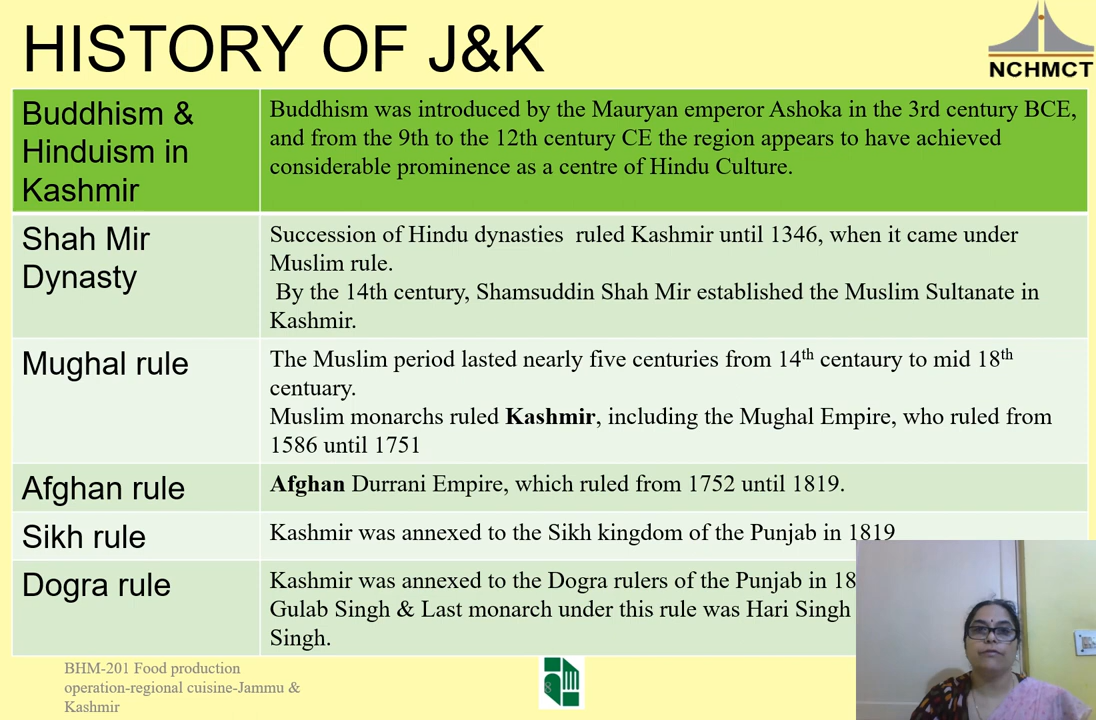 HISTORY OF J&K
NCHMCT
Buddhism &
Hinduism in
Kashmir
Buddhism was introduced by the Mauryan emperor Ashoka in the 3rd century BCE,
and from the 9th to the 12th century CE the region appears to have achieved
considerable prominence as a centre of Hindu Culture.
Shah Mir
Dynasty
Succession of Hindu dynasties ruled Kashmir until 1346, when it came under
Muslim rule.
By the 14th century, Shamsuddin Shah Mir established the Muslim Sultanate in
Kashmir.
Mughal rule
The Muslim period lasted nearly five centuries from 14th centaury to mid 18th
centuary.
Muslim monarchs ruled Kashmir, including the Mughal Empire, who ruled from
1586 until 1751
Afghan rule
Afghan Durrani Empire, which ruled from 1752 until 1819.
Sikh rule
Kashmir was annexed to the Sikh kingdom of the Punjab in 1819
Dogra rule
Kashmir was annexed to the Dogra rulers of the Punjab in 18
Gulab Singh & Last monarch under this rule was Hari Singh
Singh.
BHM-201 Food production
operation-regional cuisine-Jammu &
Kashmir
8